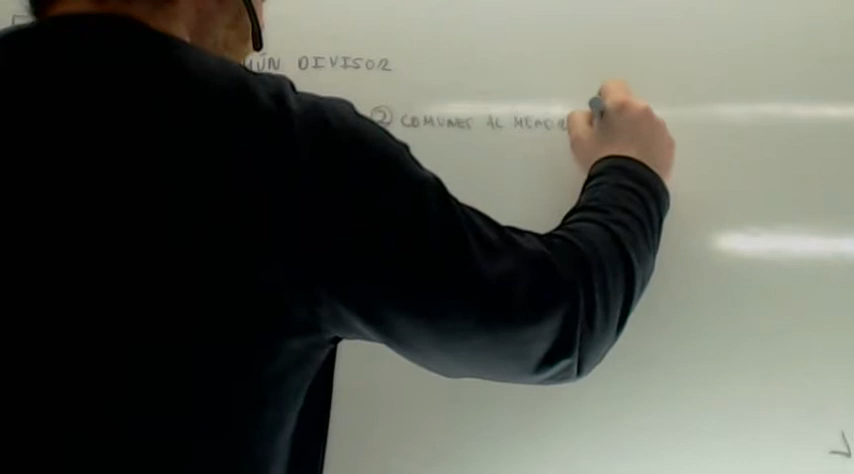 ÚN DIVISOR
② COMUNES AL MENOR